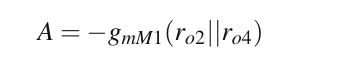 A = −g_{mM1}(r_{o2}||r_{o4})